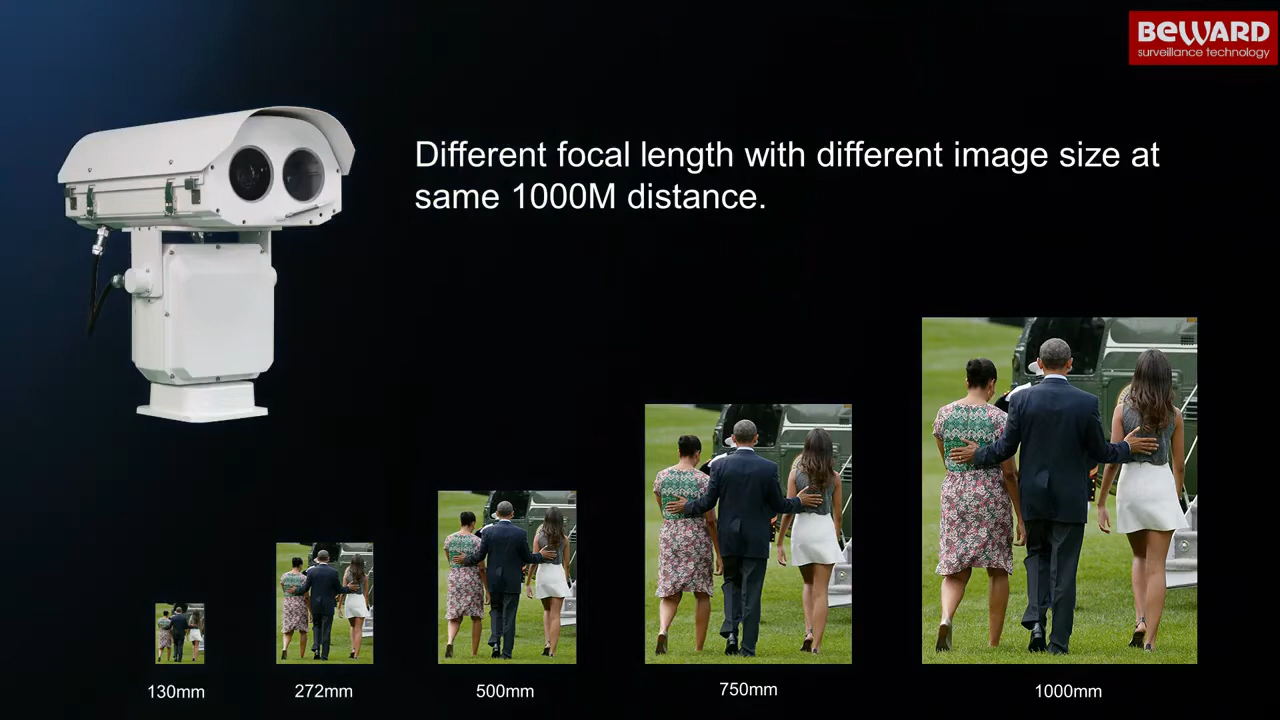 BEWARD
surveillance technology
Different focal length with different image size at
same 1000M distance.
130mm
272mm
500mm
750mm
1000mm